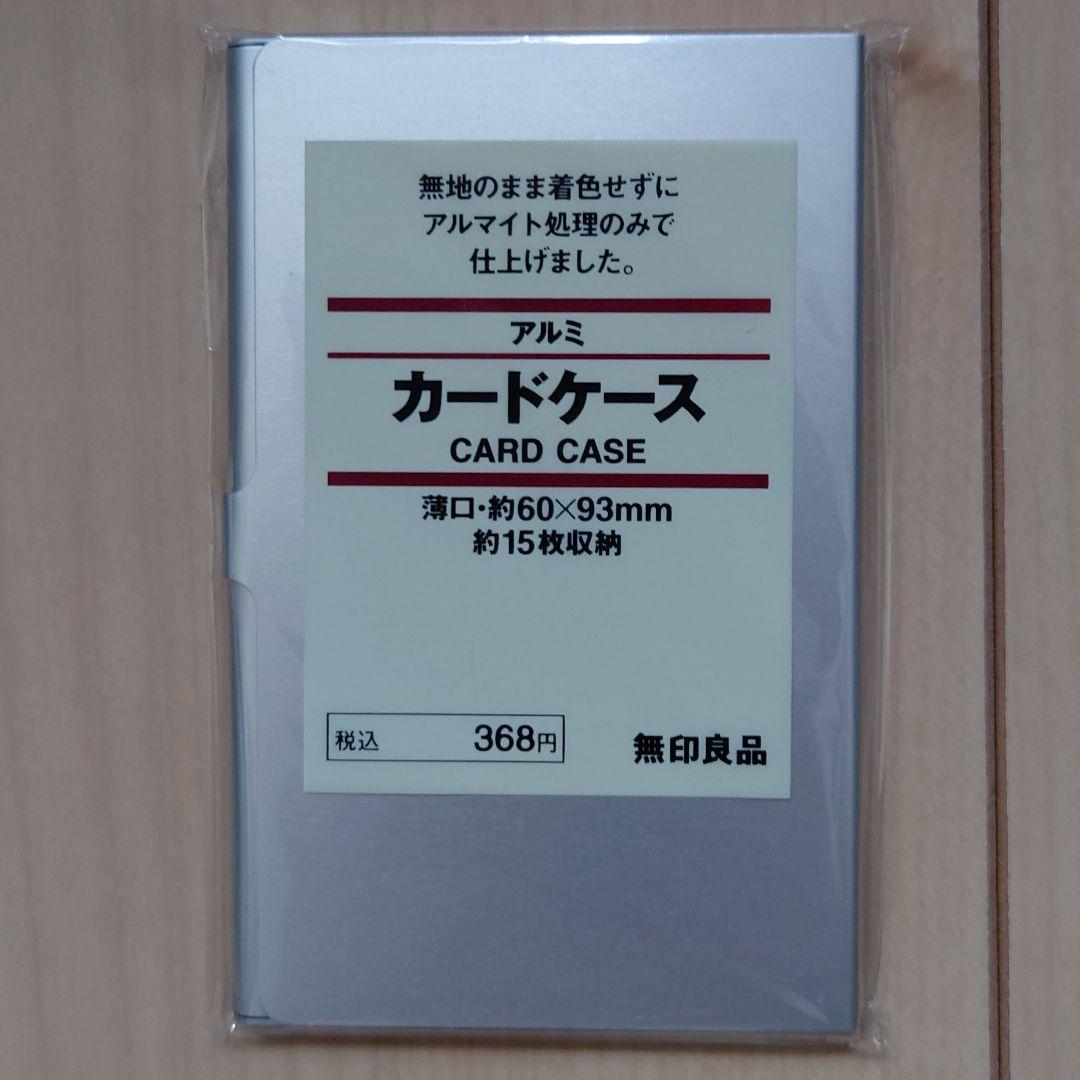 無地のまま着色せずに
アルマイト処理のみで
仕上げました。
アルミ
カードケース
CARD CASE
薄口・約60×93mm
約15枚収納
税込 368円
無印良品